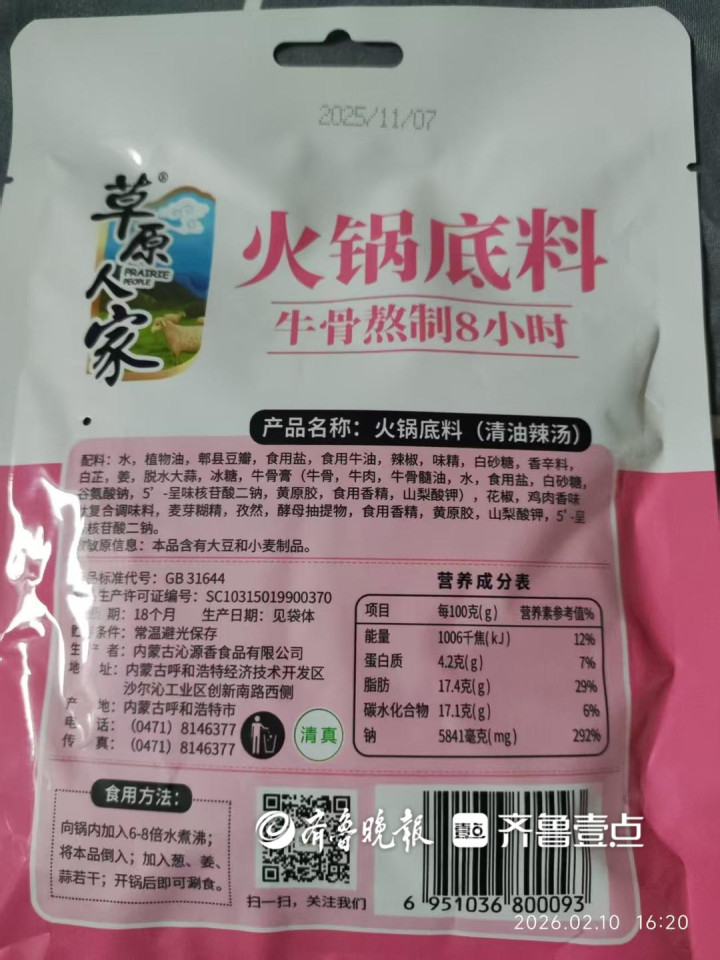 2025/11/07
草原人家®
PRAIRIE
PEOPLE
火锅底料
牛骨熬制8小时
产品名称：火锅底料（清油辣汤）
配料：水，植物油，郫县豆瓣，食用盐，食用牛油，辣椒，味精，白砂糖，香辛料，
白芷，姜，脱水大蒜，冰糖，牛骨膏（牛骨，牛肉，牛骨髓油，水，食用盐，白砂糖，
谷氨酸钠，5’-呈味核苷酸二钠，黄原胶，食用香精，山梨酸钾），花椒，鸡肉香味
味复合调味料，麦芽糊精，孜然，酵母抽提物，食用香精，黄原胶，山梨酸钾，5’-呈
味核苷酸二钠。
致敏原信息：本品含有大豆和小麦制品。
品标准代号：GB 31644
生产许可证编号：SC10315019900370
期：18个月 生产日期：见袋体
贮存条件：常温避光保存
生产者：内蒙古沁源香食品有限公司
地址：内蒙古呼和浩特经济技术开发区
沙尔沁工业区创新南路西侧
产地：内蒙古呼和浩特市
电话：（0471）8146377
传真：（0471）8146377
清真
营养成分表
项目 每100克(g) 营养素参考值%
能量 1006千焦(kJ) 12%
蛋白质 4.2克(g) 7%
脂肪 17.4克(g) 29%
碳水化合物 17.1克(g) 6%
钠 5841毫克(mg) 292%
食用方法：
向锅内加入6-8倍水煮沸；
将本品倒入；加入葱、姜、
蒜若干；开锅后即可涮食。
扫一扫，关注我们
6 951036 800093
齐鲁晚报 齐鲁壹点
2026.02.10 16:20